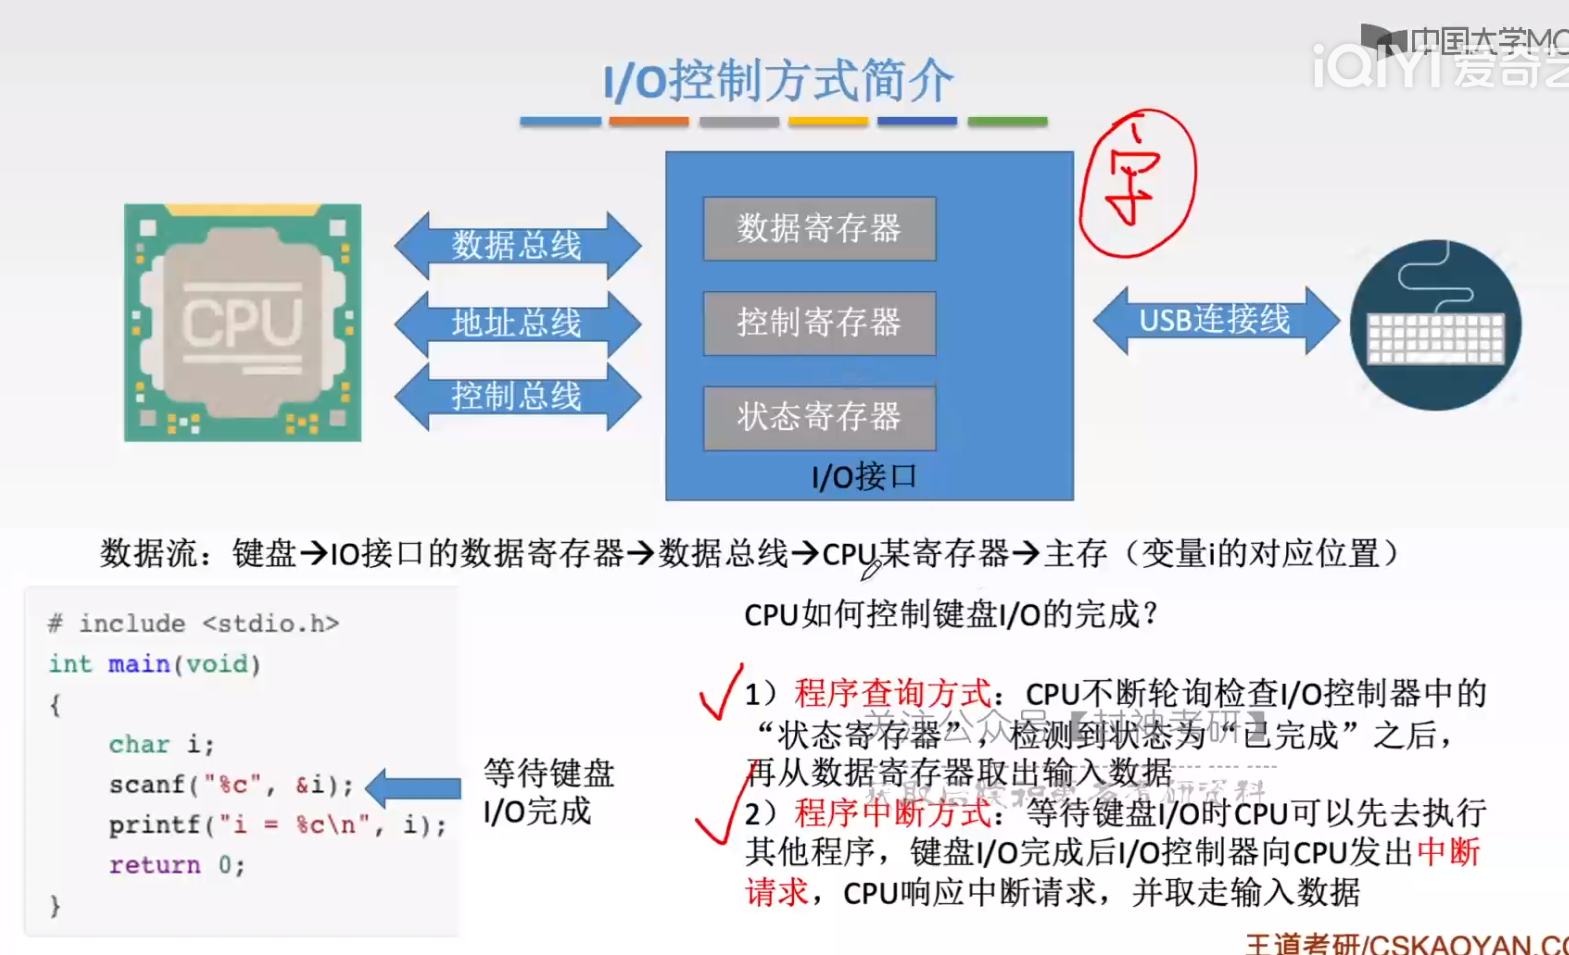 中国大学MO
iQIYI 爱奇艺
I/O控制方式简介
字
CPU
数据总线
地址总线
控制总线
数据寄存器
控制寄存器
状态寄存器
I/O接口
USB连接线
数据流：键盘→IO接口的数据寄存器→数据总线→CPU某寄存器→主存（变量i的对应位置）
# include <stdio.h>
int main(void)
{
char i;
scanf("%c", &i);
printf("i = %c\n", i);
return 0;
}
等待键盘
I/O完成
CPU如何控制键盘I/O的完成？
1）程序查询方式：CPU不断轮询检查I/O控制器中的
“状态寄存器”，检测到状态为“已完成”之后，
再从数据寄存器取出输入数据
2）程序中断方式：等待键盘I/O时CPU可以先去执行
其他程序，键盘I/O完成后I/O控制器向CPU发出中断
请求，CPU响应中断请求，并取走输入数据
关注公众号【封神考研】
王道考研/CSKAOYAN.CO